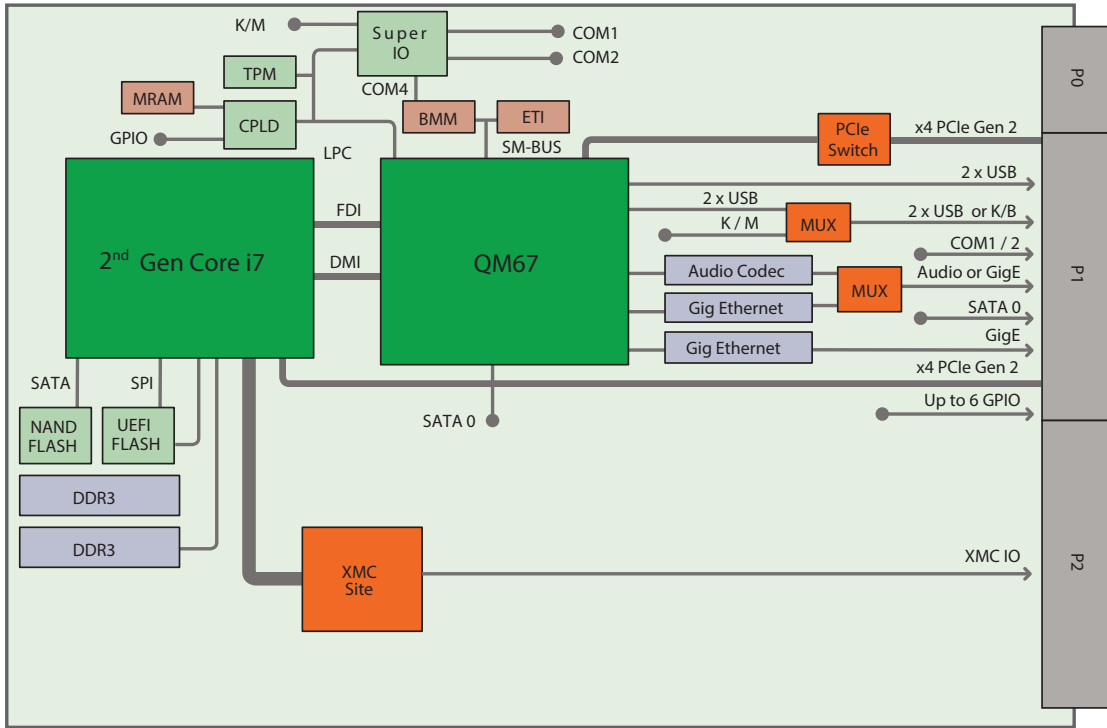 K/M
Super
IO
COM1
COM2
TPM
COM4
MRAM
CPLD
BMM
ETI
GPIO
LPC
SM-BUS
PCIe
Switch
x4 PCIe Gen 2
P0
2nd Gen Core i7
FDI
DMI
QM67
2 x USB
2 x USB
K / M
MUX
2 x USB or K/B
COM1 / 2
Audio Codec
MUX
Audio or GigE
Gig Ethernet
SATA 0
Gig Ethernet
GigE
P1
x4 PCIe Gen 2
SATA
SPI
Up to 6 GPIO
SATA 0
NAND
FLASH
UEFI
FLASH
DDR3
DDR3
XMC
Site
XMC IO
P2